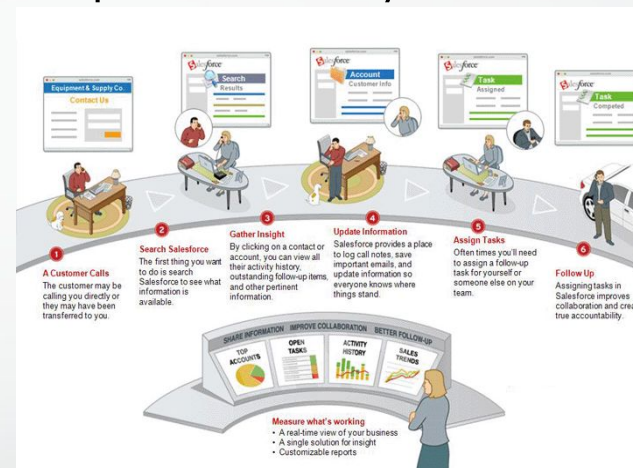 Equipment & Supply Co.
Contact Us
Salesforce
Search
Results
Salesforce
Account
Customer Info
Salesforce
Task
Assigned
Salesforce
Task
Competed
1
A Customer Calls
The customer may be
calling you directly or
they may have been
transferred to you.
2
Search Salesforce
The first thing you want
to do is search
Salesforce to see what
information is
available.
3
Gather Insight
By clicking on a contact or
account, you can view all
their activity history,
outstanding follow-up items,
and other pertinent
information.
4
Update Information
Salesforce provides a place
to log call notes, save
important emails, and
update information so
everyone knows where
things stand.
5
Assign Tasks
Often times you'll need
to assign a follow-up
task for yourself or
someone else on your
team.
6
Follow Up
Assigning tasks in
Salesforce improves
collaboration and crea
true accountability.
SHARE INFORMATION IMPROVE COLLABORATION BETTER FOLLOW-UP
TOP
ACCOUNTS
OPEN
TASKS
ACTIVITY
HISTORY
SALES
TRENDS
Measure what's working
• A real-time view of your business
• A single solution for insight
• Customizable reports